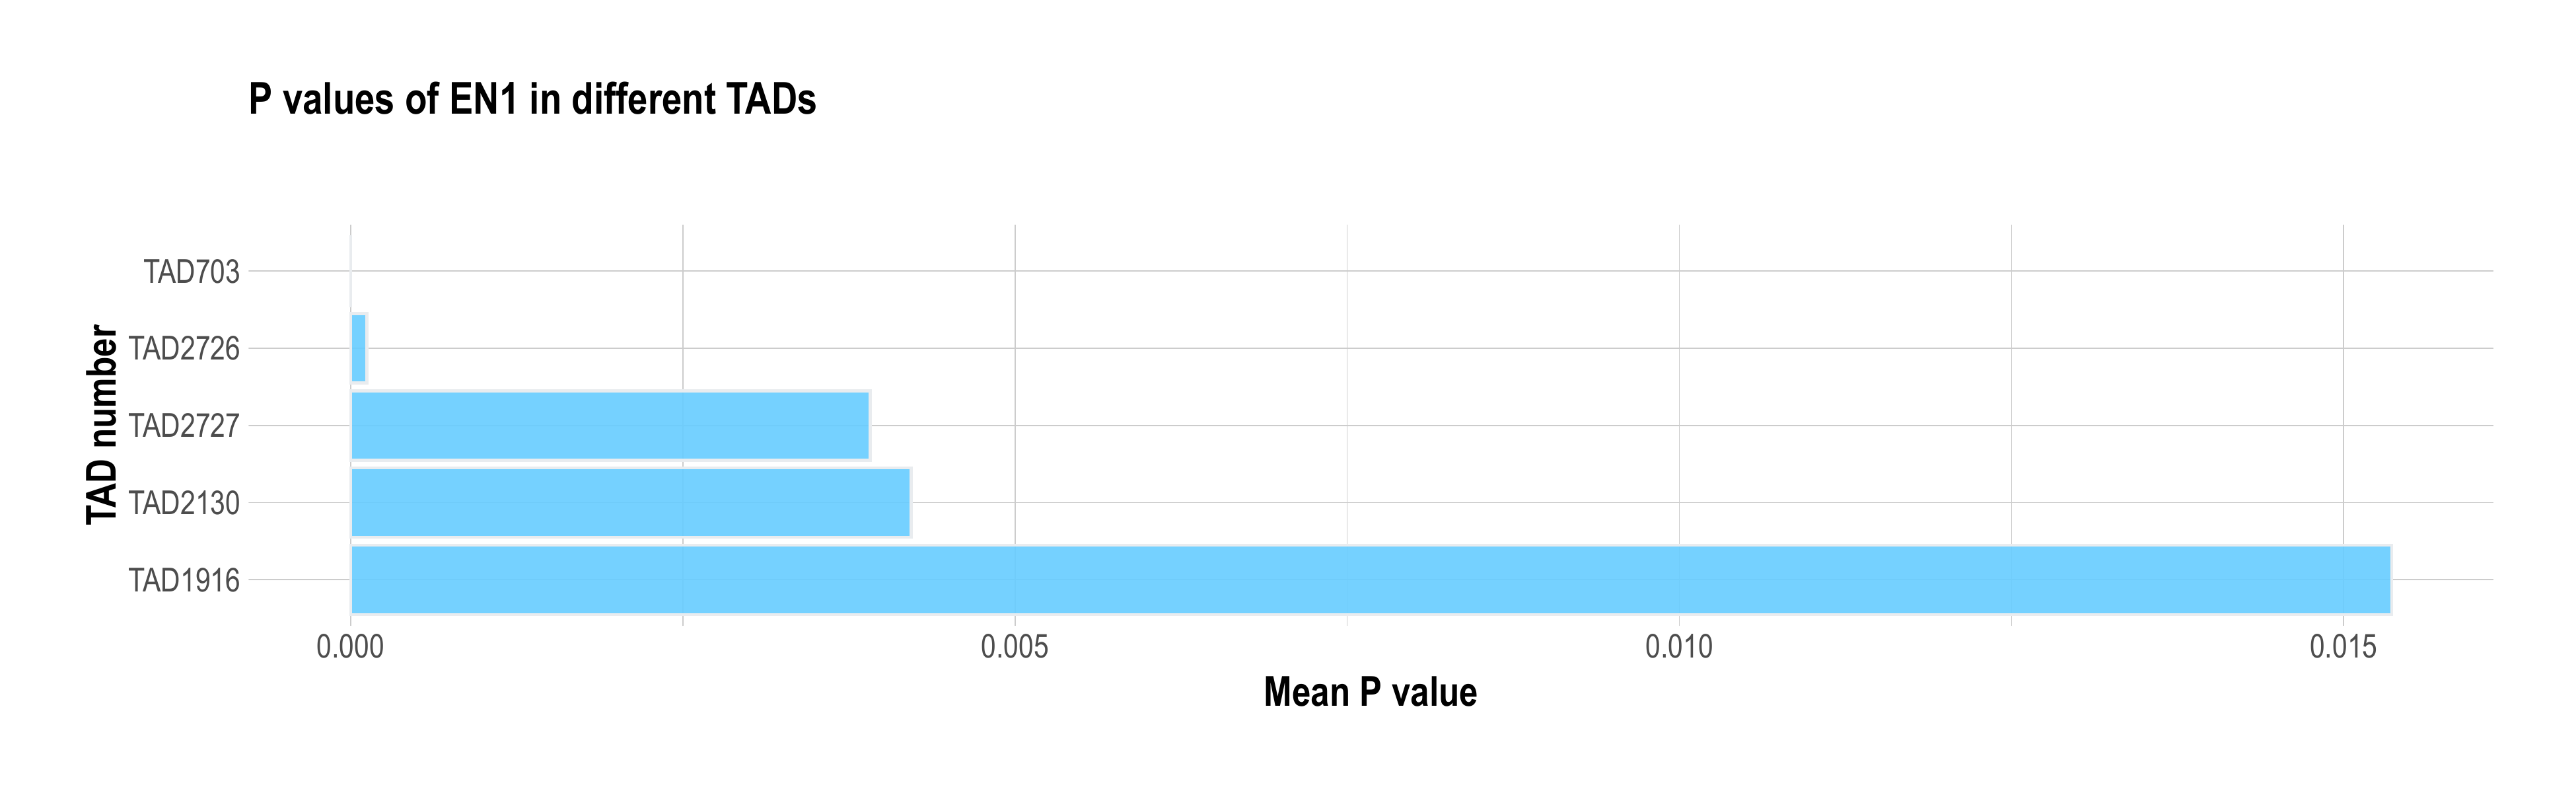 P values of EN1 in different TADs
TAD number
TAD703
TAD2726
TAD2727
TAD2130
TAD1916
0.000
0.005
0.010
0.015
Mean P value